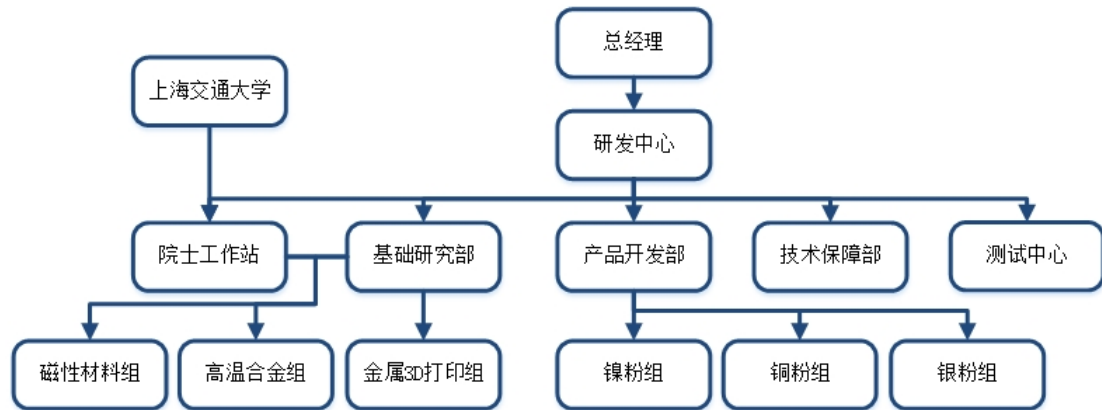 总经理
上海交通大学
研发中心
院士工作站
基础研究部
产品开发部
技术保障部
测试中心
磁性材料组
高温合金组
金属3D打印组
镍粉组
铜粉组
银粉组